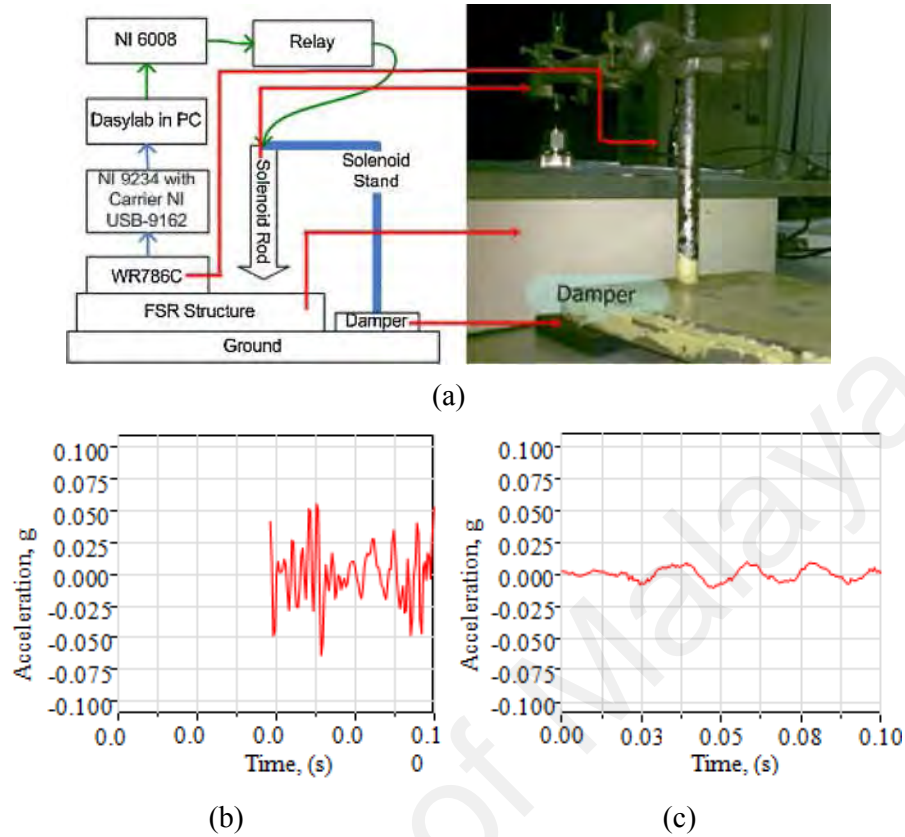 NI 6008
Relay
Dasylab in PC
NI 9234 with
Carrier NI
USB-9162
WR786C
Solenoid Rod
Solenoid
Stand
FSR Structure
Damper
Ground
Damper
(a)
0.100
0.075
0.050
0.025
0.000
-0.025
-0.050
-0.075
-0.100
Acceleration, g
0.0 0.0 0.0 0.0 0.1
0
Time, (s)
(b)
0.100
0.075
0.050
0.025
0.000
-0.025
-0.050
-0.075
-0.100
Acceleration, g
0.00 0.03 0.05 0.08 0.10
Time, (s)
(c)
of Malaya